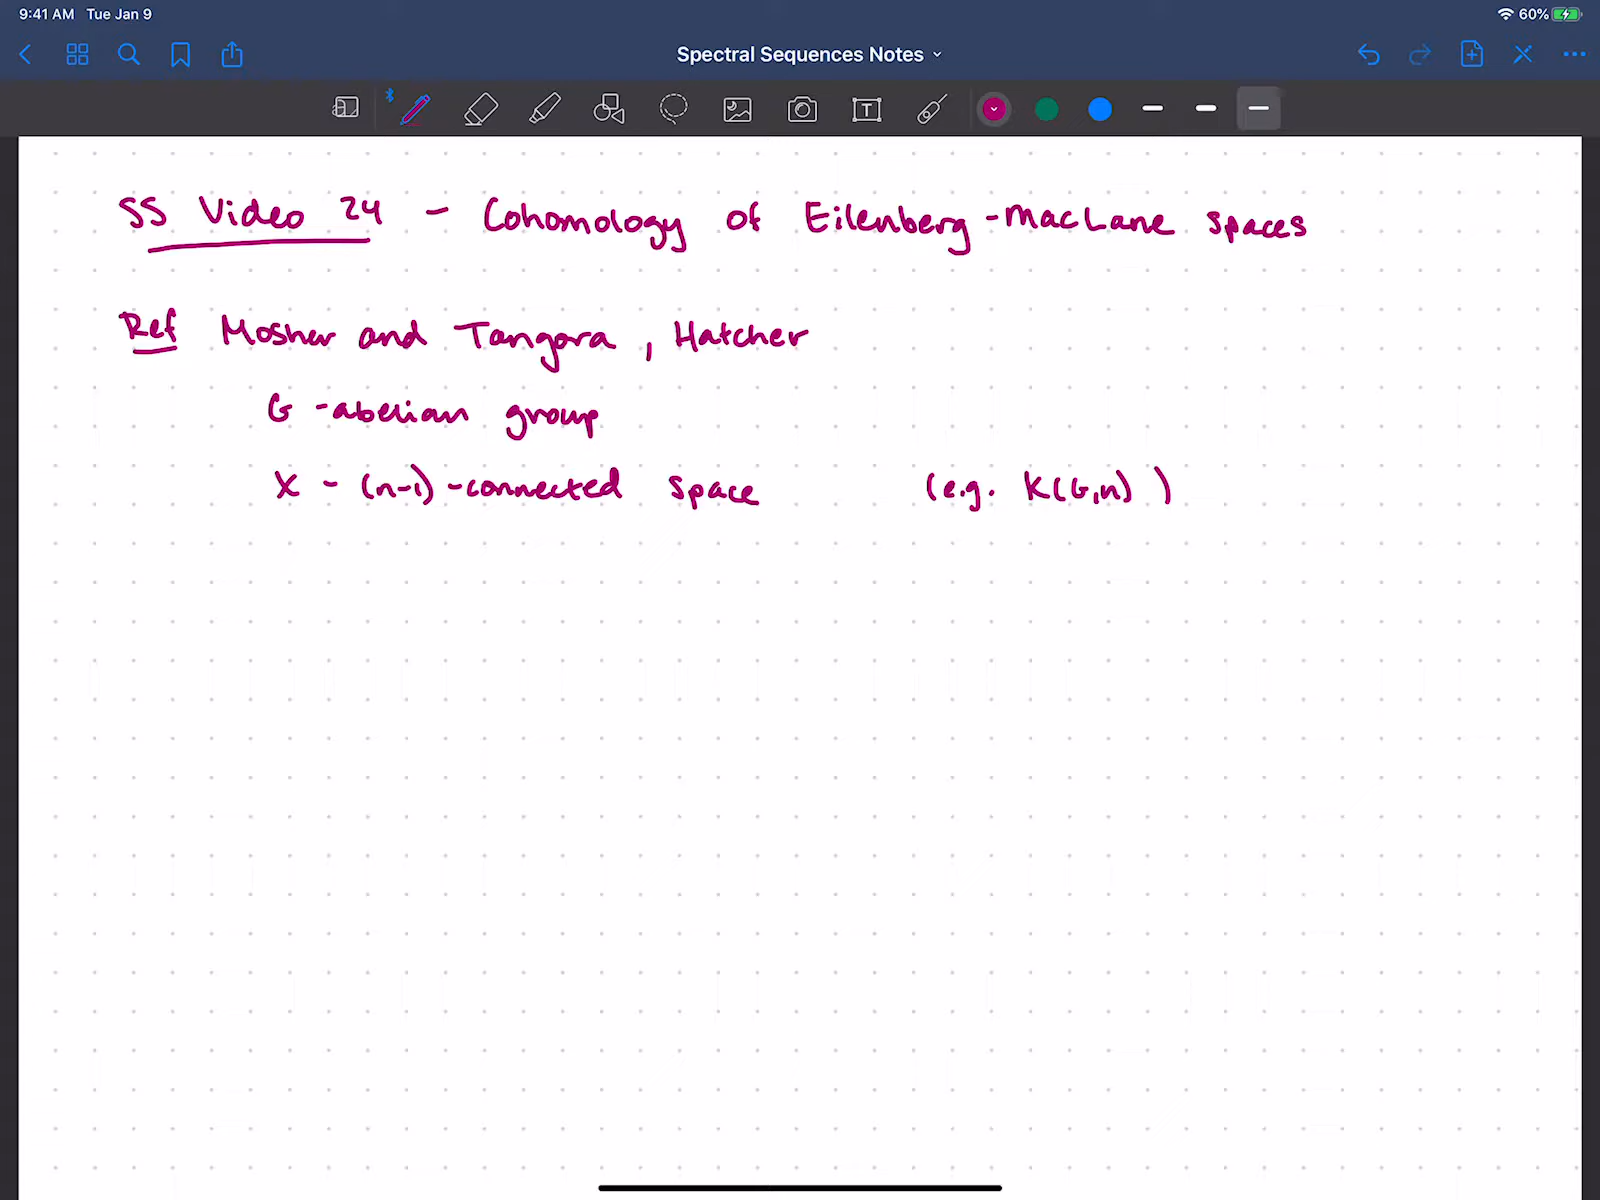 9:41 AM Tue Jan 9
60%
Spectral Sequences Notes
SS Video 24 - Cohomology of Eilenberg-MacLane spaces
Ref Mosher and Tangora, Hatcher
G - abelian group
X - (n-1)-connected space (e.g. K(G,n))